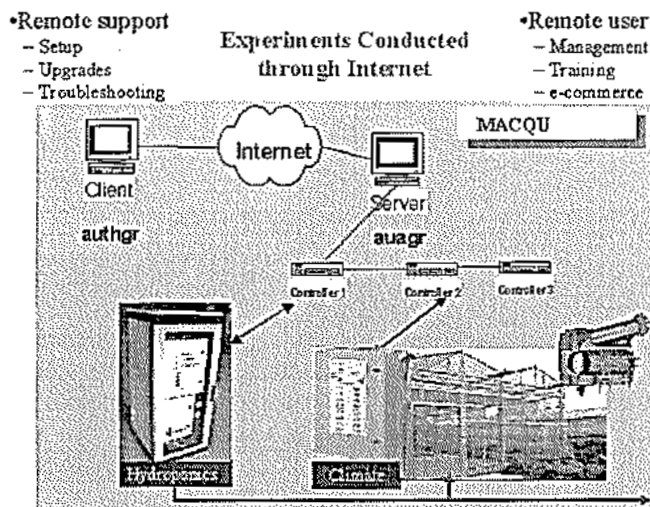 •Remote support
– Setup
– Upgrades
– Troubleshooting
Experiments Conducted
through Internet
•Remote user
– Management
– Training
– e-commerce
MACQU
Internet
Client
authgr
Server
auagr
Controller 1
Controller 2
Controller 3
Hydroponics
Climate